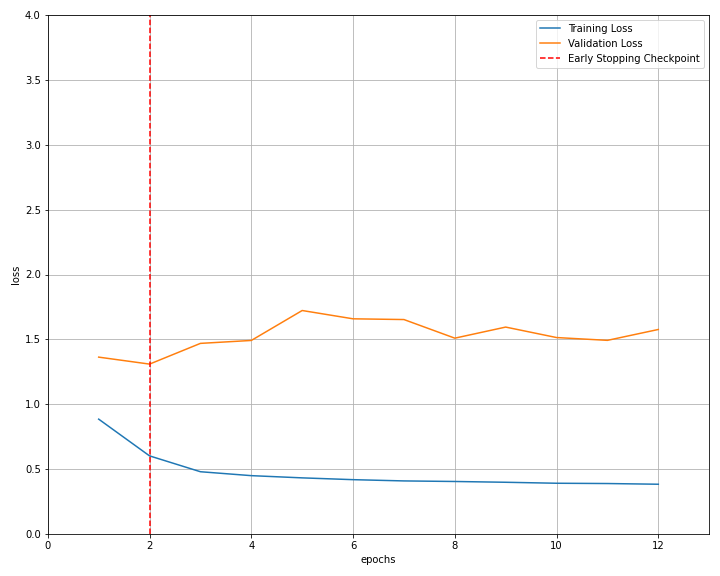 Training Loss
Validation Loss
Early Stopping Checkpoint
4.0
3.5
3.0
2.5
2.0
1.5
1.0
0.5
0.0
loss
0 2 4 6 8 10 12
epochs